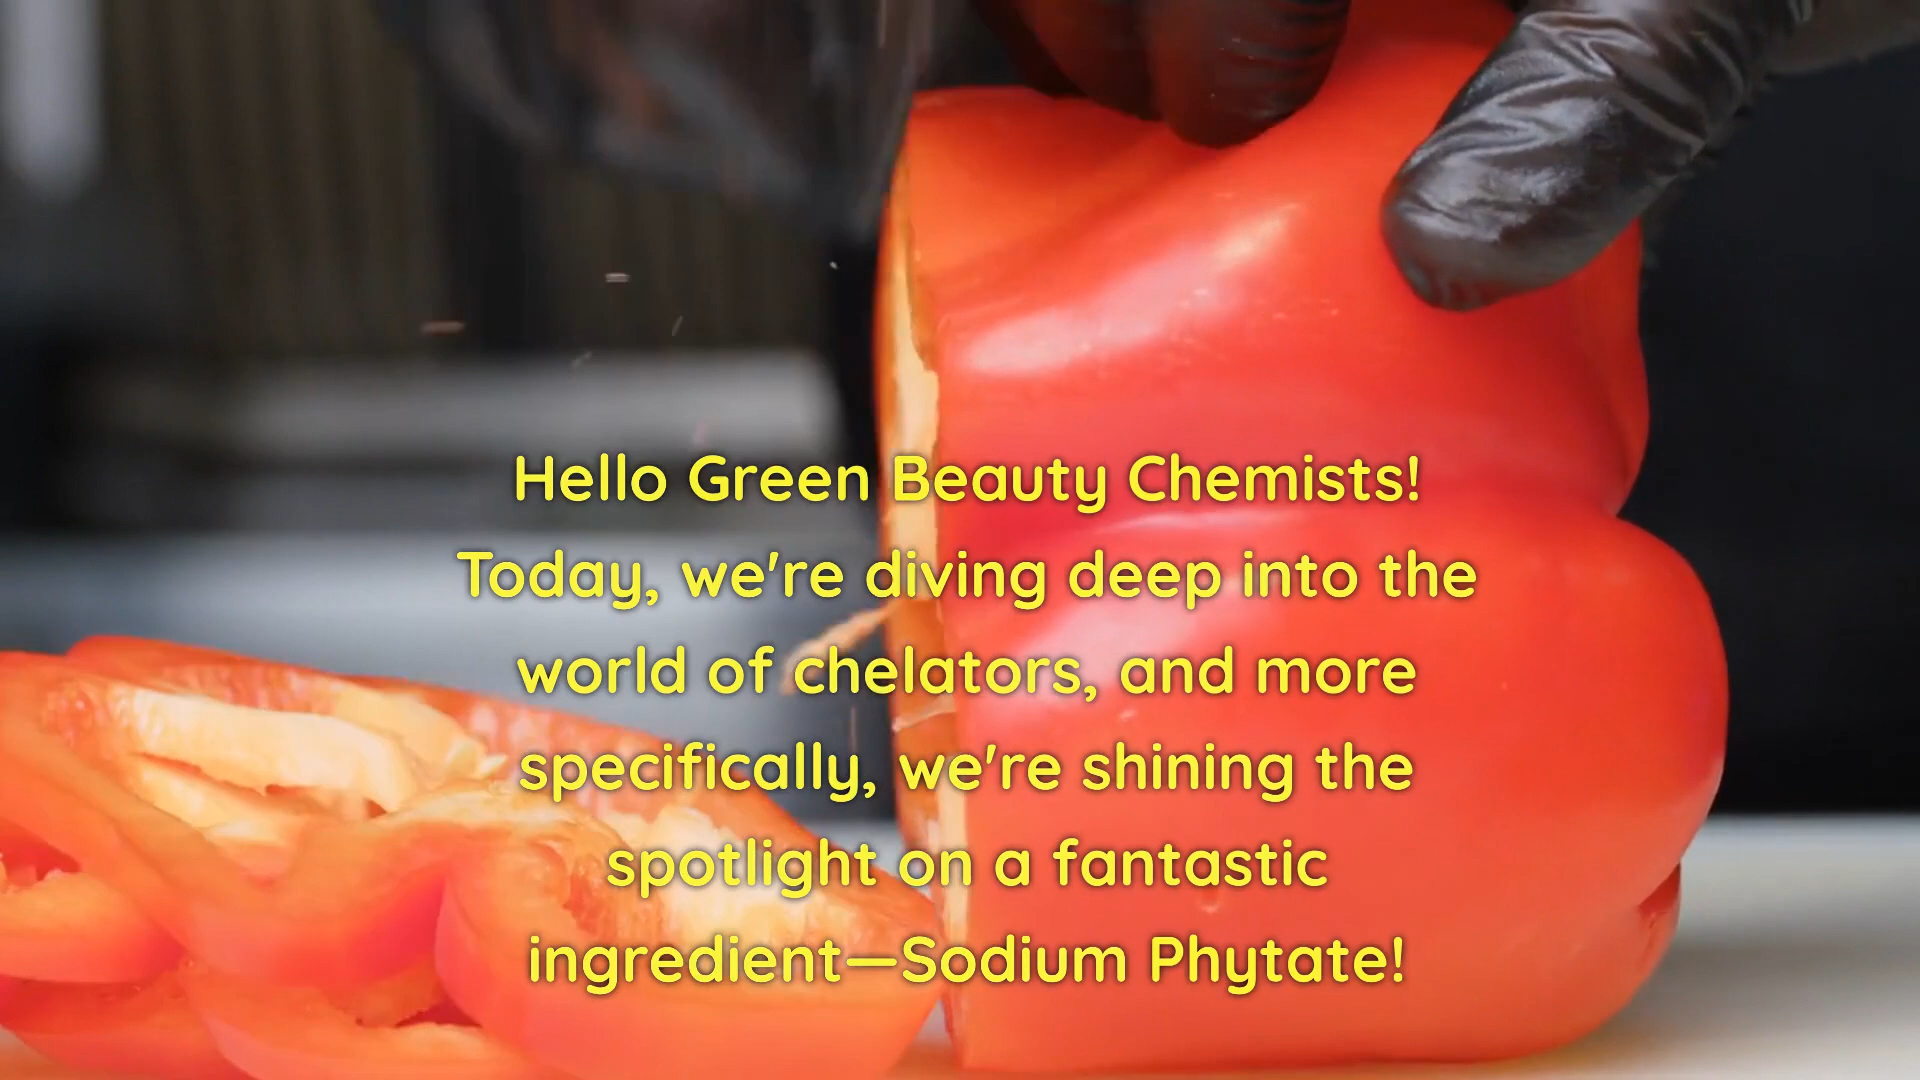 Hello Green Beauty Chemists!
Today, we're diving deep into the
world of chelators, and more
specifically, we're shining the
spotlight on a fantastic
ingredient—Sodium Phytate!